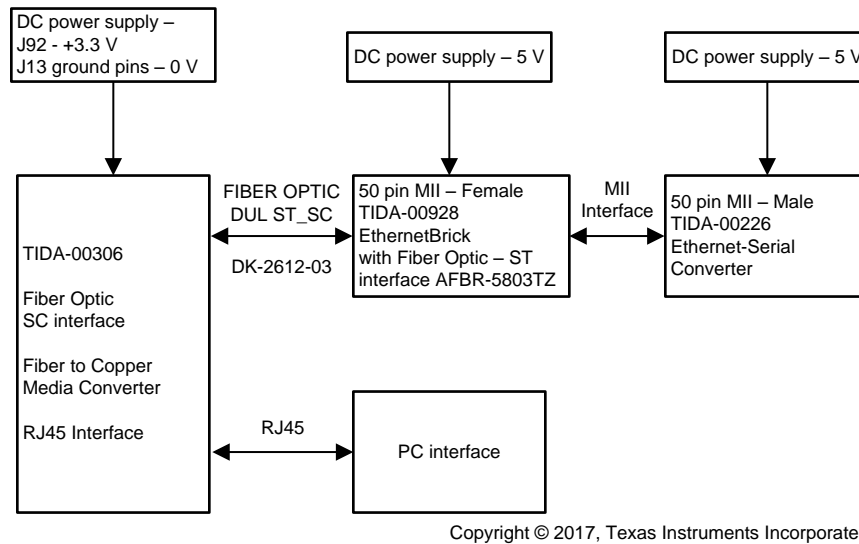 DC power supply –
J92 - +3.3 V
J13 ground pins – 0 V
DC power supply – 5 V
DC power supply – 5 V
TIDA-00306
Fiber Optic
SC interface
Fiber to Copper
Media Converter
RJ45 Interface
FIBER OPTIC
DUL ST_SC
DK-2612-03
50 pin MII – Female
TIDA-00928
EthernetBrick
with Fiber Optic – ST
interface AFBR-5803TZ
MII
Interface
50 pin MII – Male
TIDA-00226
Ethernet-Serial
Converter
RJ45
PC interface
Copyright © 2017, Texas Instruments Incorporate